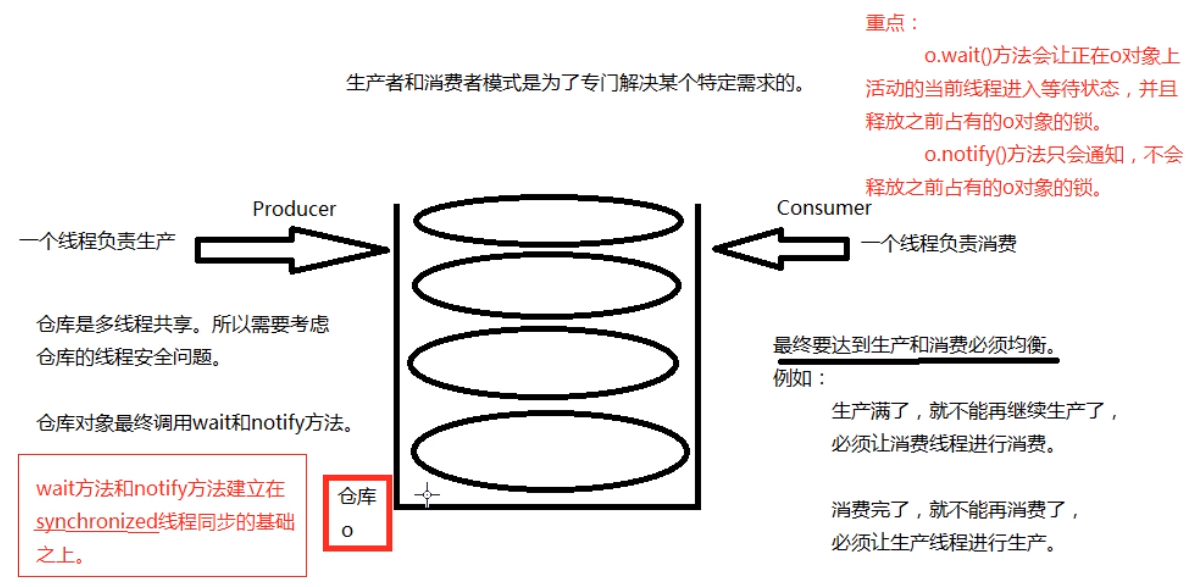 生产者和消费者模式是为了专门解决某个特定需求的。
重点：
o.wait()方法会让正在o对象上
活动的当前线程进入等待状态，并且
释放之前占有的o对象的锁。
o.notify()方法只会通知，不会
释放之前占有的o对象的锁。
Producer
一个线程负责生产
Consumer
一个线程负责消费
仓库是多线程共享。所以需要考虑
仓库的线程安全问题。
仓库对象最终调用wait和notify方法。
wait方法和notify方法建立在
synchronized线程同步的基础
之上。
仓库
o
最终要达到生产和消费必须均衡。
例如：
生产满了，就不能再继续生产了，
必须让消费线程进行消费。
消费完了，就不能再消费了，
必须让生产线程进行生产。